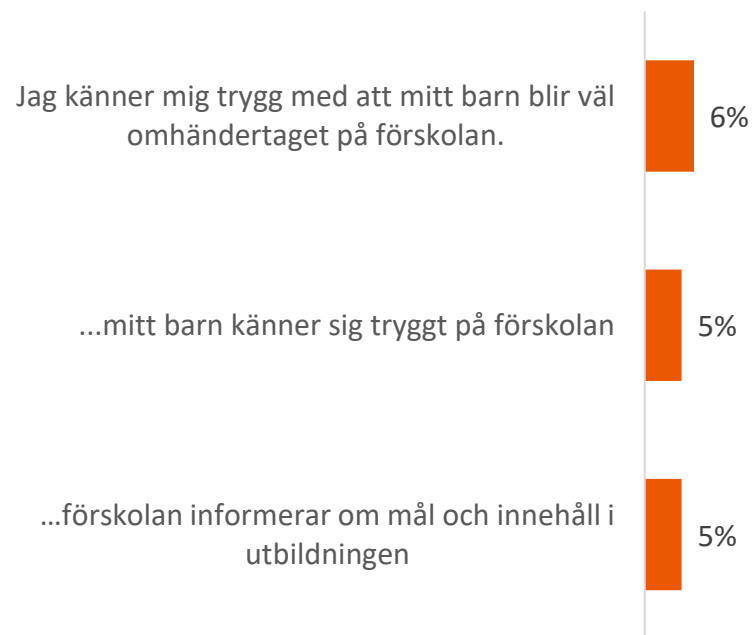 Jag känner mig trygg med att mitt barn blir väl
omhändertaget på förskolan.
6%
...mitt barn känner sig tryggt på förskolan
5%
...förskolan informerar om mål och innehåll i
utbildningen
5%